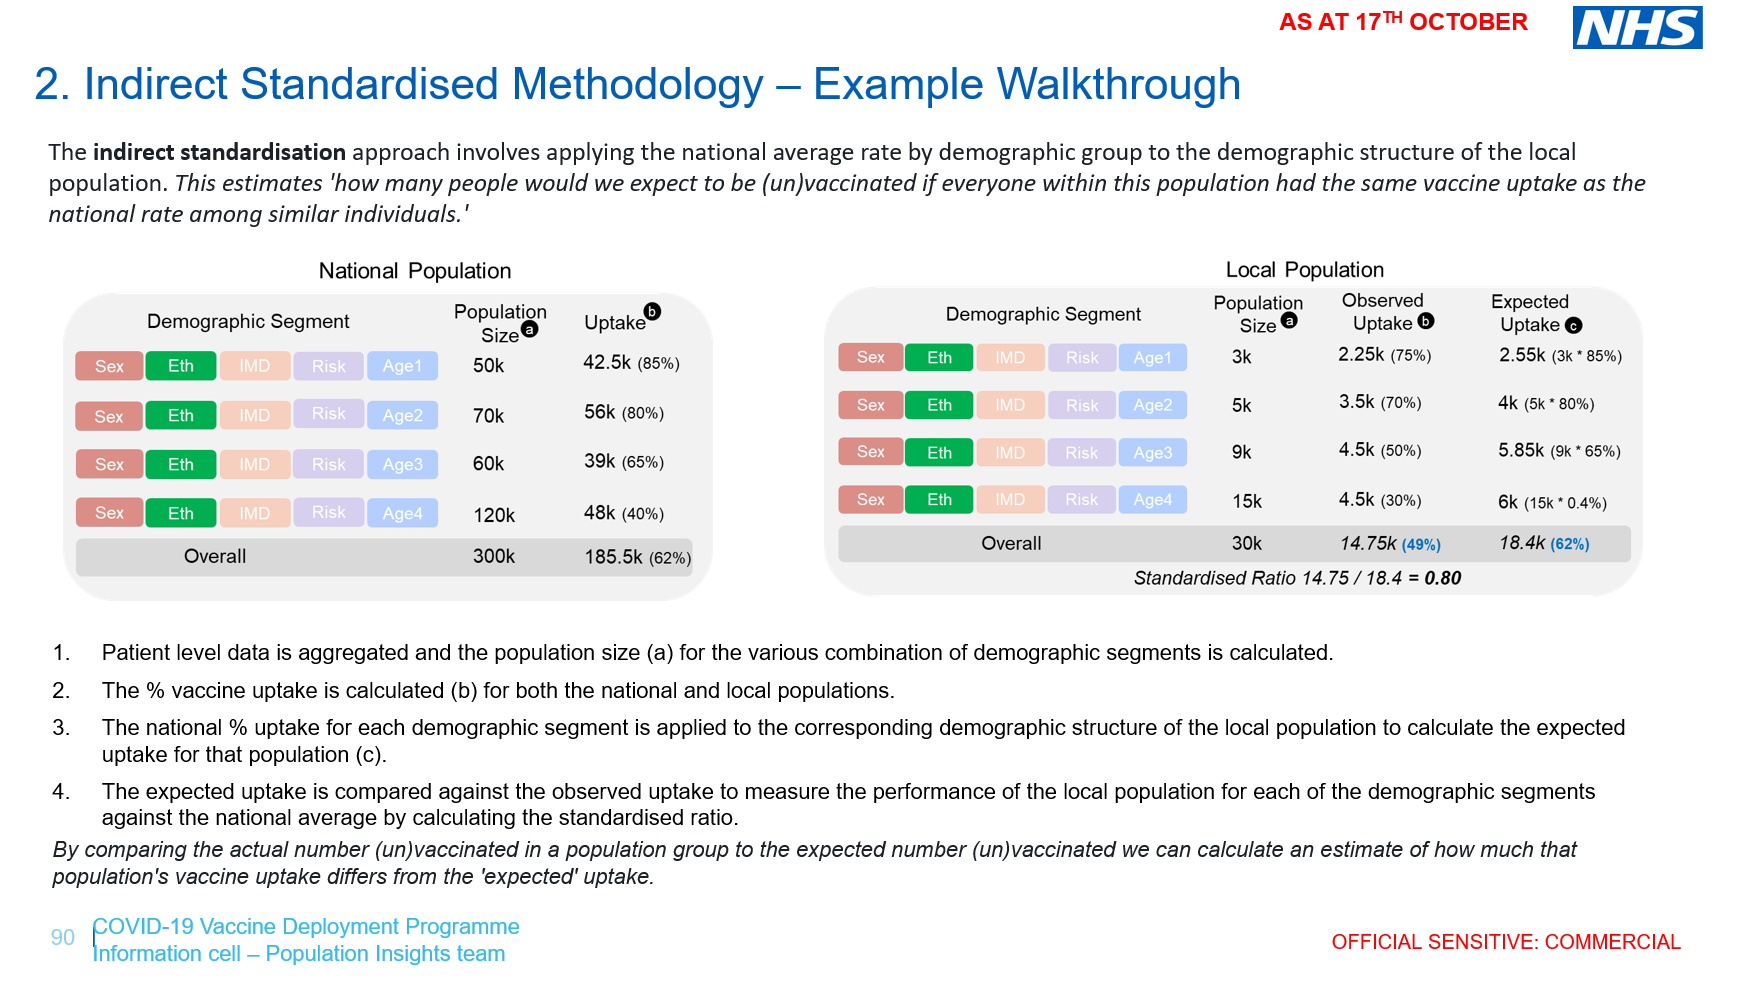 AS AT 17TH OCTOBER
NHS
2. Indirect Standardised Methodology – Example Walkthrough
The indirect standardisation approach involves applying the national average rate by demographic group to the demographic structure of the local
population. This estimates 'how many people would we expect to be (un)vaccinated if everyone within this population had the same vaccine uptake as the
national rate among similar individuals.'
National Population
Demographic Segment Population Size a Uptake b
Sex Eth IMD Risk Age1 50k 42.5k (85%)
Sex Eth IMD Risk Age2 70k 56k (80%)
Sex Eth IMD Risk Age3 60k 39k (65%)
Sex Eth IMD Risk Age4 120k 48k (40%)
Overall 300k 185.5k (62%)
Local Population
Demographic Segment Population Size a Observed Uptake b Expected Uptake c
Sex Eth IMD Risk Age1 3k 2.25k (75%) 2.55k (3k * 85%)
Sex Eth IMD Risk Age2 5k 3.5k (70%) 4k (5k * 80%)
Sex Eth IMD Risk Age3 9k 4.5k (50%) 5.85k (9k * 65%)
Sex Eth IMD Risk Age4 15k 4.5k (30%) 6k (15k * 0.4%)
Overall 30k 14.75k (49%) 18.4k (62%)
Standardised Ratio 14.75 / 18.4 = 0.80
1. Patient level data is aggregated and the population size (a) for the various combination of demographic segments is calculated.
2. The % vaccine uptake is calculated (b) for both the national and local populations.
3. The national % uptake for each demographic segment is applied to the corresponding demographic structure of the local population to calculate the expected
uptake for that population (c).
4. The expected uptake is compared against the observed uptake to measure the performance of the local population for each of the demographic segments
against the national average by calculating the standardised ratio.
By comparing the actual number (un)vaccinated in a population group to the expected number (un)vaccinated we can calculate an estimate of how much that
population's vaccine uptake differs from the 'expected' uptake.
90
COVID-19 Vaccine Deployment Programme
Information cell – Population Insights team
OFFICIAL SENSITIVE: COMMERCIAL